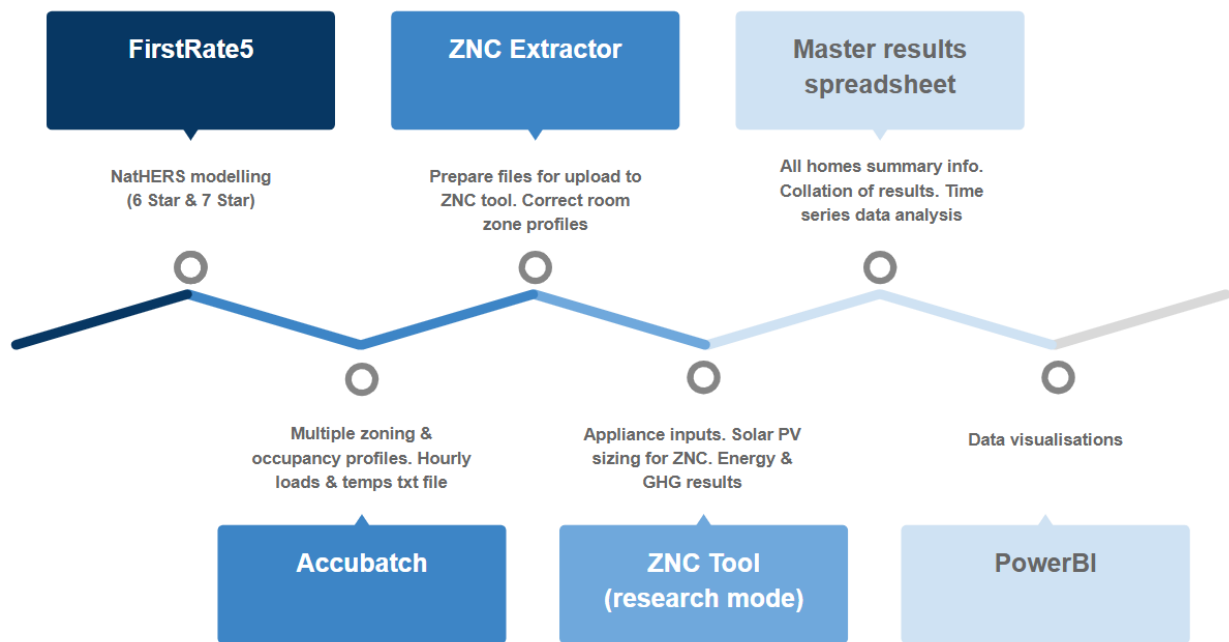 FirstRate5
NatHERS modelling
(6 Star & 7 Star)
ZNC Extractor
Prepare files for upload to
ZNC tool. Correct room
zone profiles
Master results
spreadsheet
All homes summary info.
Collation of results. Time
series data analysis
Multiple zoning &
occupancy profiles. Hourly
loads & temps txt file
Accubatch
Appliance inputs. Solar PV
sizing for ZNC. Energy &
GHG results
ZNC Tool
(research mode)
Data visualisations
PowerBI